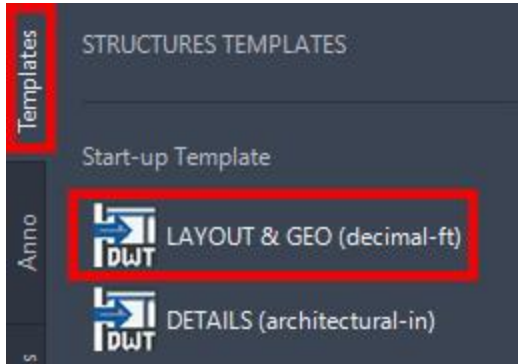 Templates
STRUCTURES TEMPLATES
Start-up Template
DWT
LAYOUT & GEO (decimal-ft)
Anno
DWT
DETAILS (architectural-in)
s